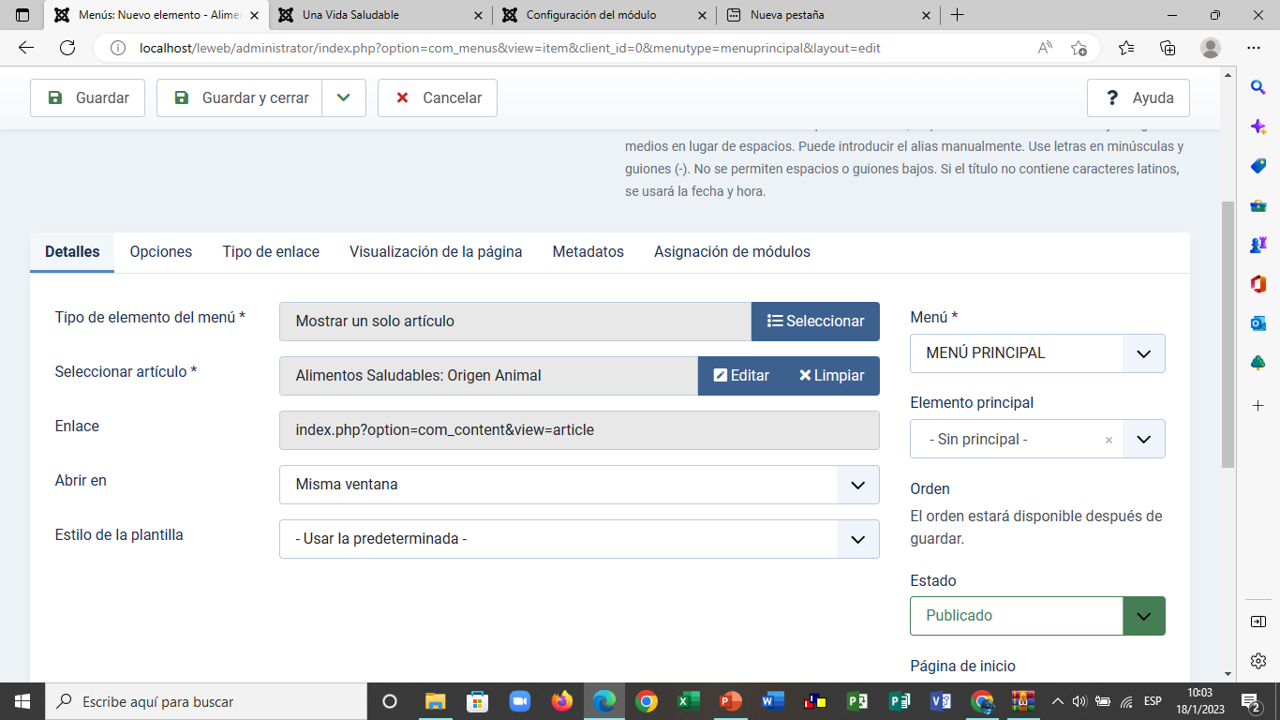 Menús: Nuevo elemento - Alime
Una Vida Saludable
Configuración del módulo
Nueva pestaña
localhost/leweb/administrator/index.php?option=com_menus&view=item&client_id=0&menutype=menuprincipal&layout=edit
Guardar
Guardar y cerrar
Cancelar
? Ayuda
medios en lugar de espacios. Puede introducir el alias manualmente. Use letras en minúsculas y
guiones (-). No se permiten espacios o guiones bajos. Si el título no contiene caracteres latinos,
se usará la fecha y hora.
Detalles
Opciones
Tipo de enlace
Visualización de la página
Metadatos
Asignación de módulos
Tipo de elemento del menú *
Mostrar un solo artículo
Seleccionar
Seleccionar artículo *
Alimentos Saludables: Origen Animal
Editar
Limpiar
Enlace
index.php?option=com_content&view=article
Abrir en
Misma ventana
Estilo de la plantilla
- Usar la predeterminada -
Menú *
MENÚ PRINCIPAL
Elemento principal
- Sin principal -
Orden
El orden estará disponible después de
guardar.
Estado
Publicado
Página de inicio
Escribe aquí para buscar
ESP
10:03
18/1/2023
2